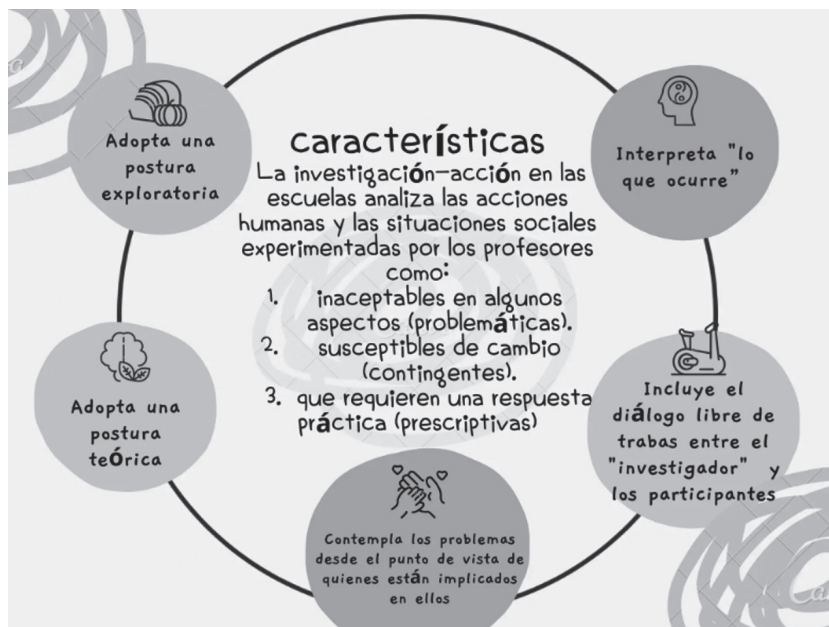 Adopta una
postura
exploratoria
características
La investigación-acción en las
escuelas analiza las acciones
humanas y las situaciones sociales
experimentadas por los profesores
como:
1. inaceptables en algunos
aspectos (problemáticas).
2. susceptibles de cambio
(contingentes).
3. que requieren una respuesta
práctica (prescriptivas)
Interpreta "lo
que ocurre"
Adopta una
postura
teórica
Incluye el
diálogo libre de
trabas entre el
"investigador" y
los participantes
Contempla los problemas
desde el punto de vista de
quienes están implicados
en ellos